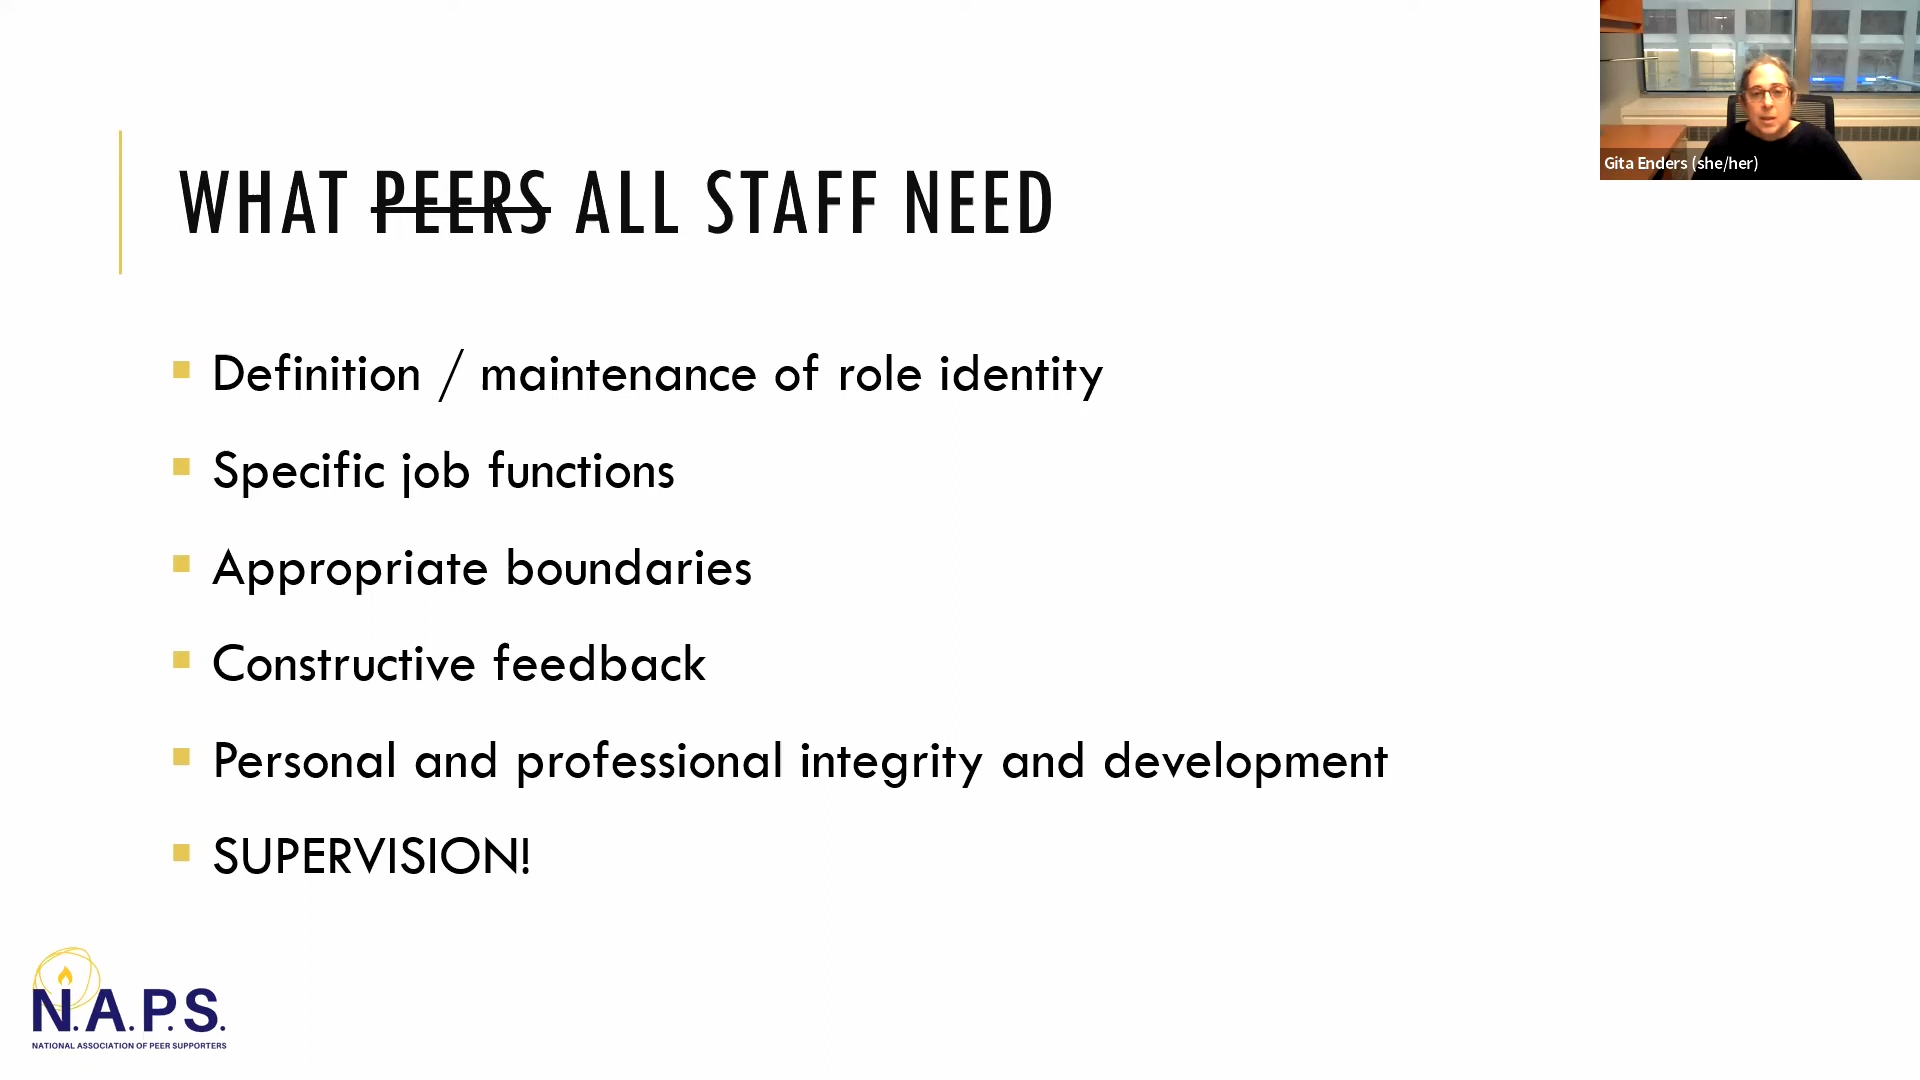 WHAT PEERS ALL STAFF NEED
Definition / maintenance of role identity
Specific job functions
Appropriate boundaries
Constructive feedback
Personal and professional integrity and development
SUPERVISION!
N.A.P.S.
NATIONAL ASSOCIATION OF PEER SUPPORTERS
Gita Enders (she/her)